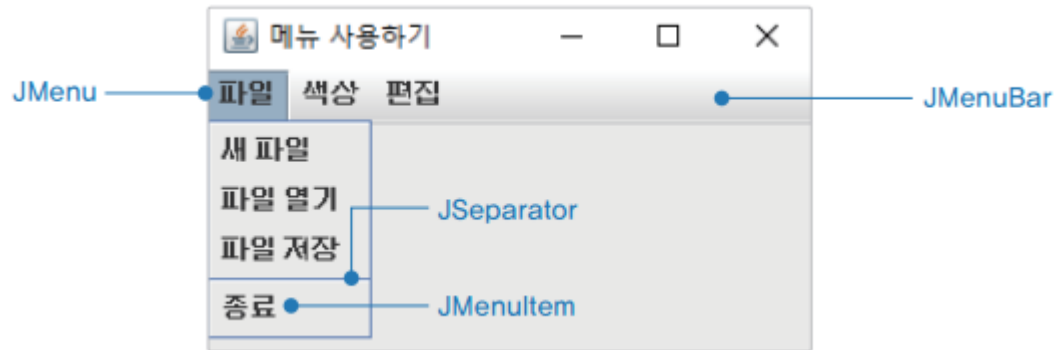 메뉴 사용하기
JMenu
파일 색상 편집
JMenuBar
새 파일
파일 열기
JSeparator
파일 저장
종료
JMenuItem